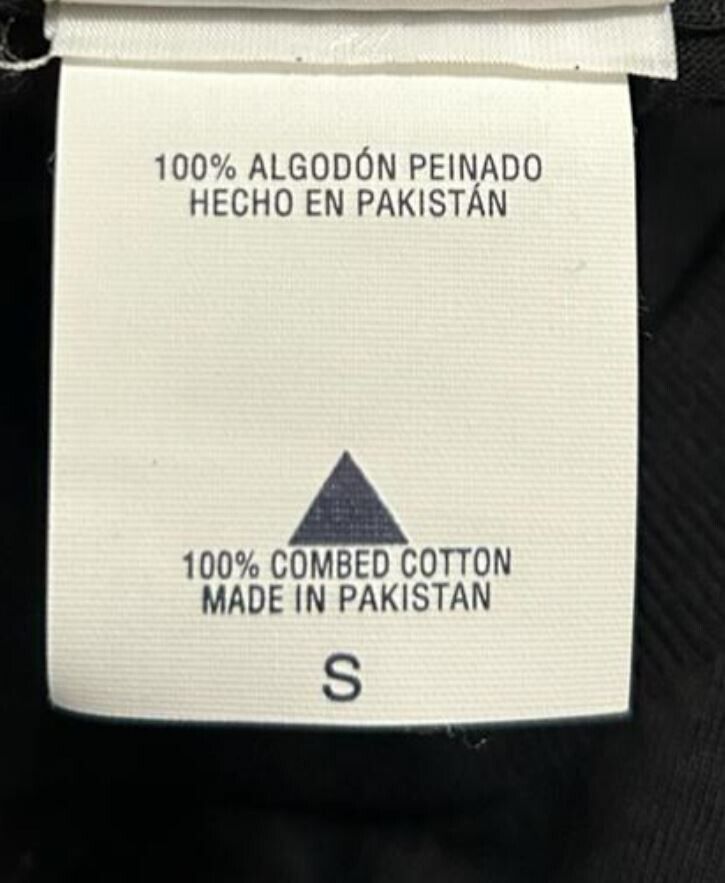 100% ALGODÓN PEINADO
HECHO EN PAKISTÁN
100% COMBED COTTON
MADE IN PAKISTAN
S